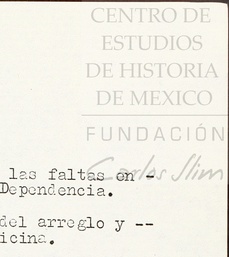 CENTRO DE
ESTUDIOS
DE HISTORIA
DE MEXICO
FUNDACIÓN
Carlos Slim
las faltas en -
Dependencia.
del arreglo y --
icina.